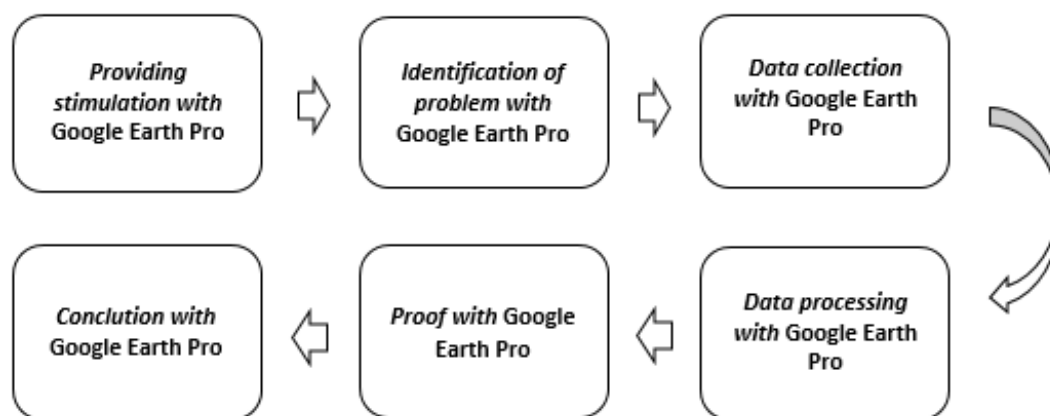 Providing
stimulation with
Google Earth Pro
Identification of
problem with
Google Earth Pro
Data collection
with Google Earth
Pro
Data processing
with Google Earth
Pro
Proof with Google
Earth Pro
Conclution with
Google Earth Pro